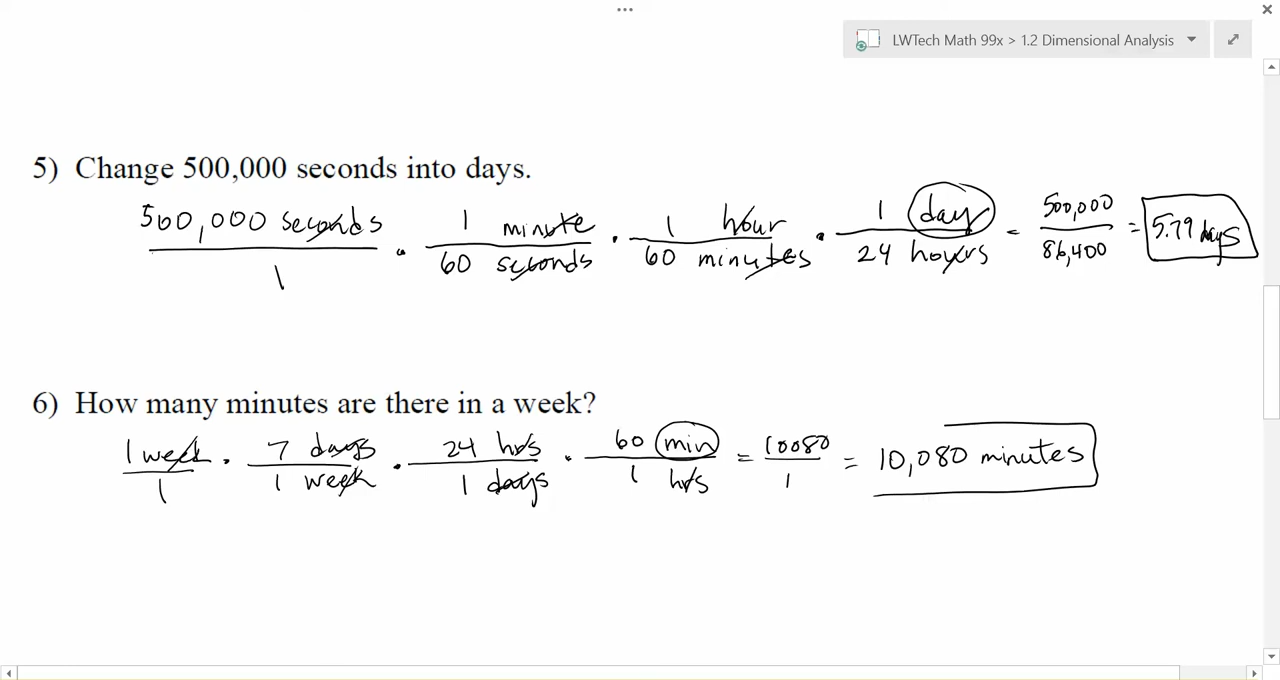 LWTech Math 99x > 1.2 Dimensional Analysis
5) Change 500,000 seconds into days.
500,000 seconds / 1 · 1 minute / 60 seconds · 1 hour / 60 minutes · 1 day / 24 hours = 500,000 / 86,400 = 5.79 days
6) How many minutes are there in a week?
1 week / 1 · 7 days / 1 week · 24 hrs / 1 days · 60 min / 1 hrs = 10080 / 1 = 10,080 minutes